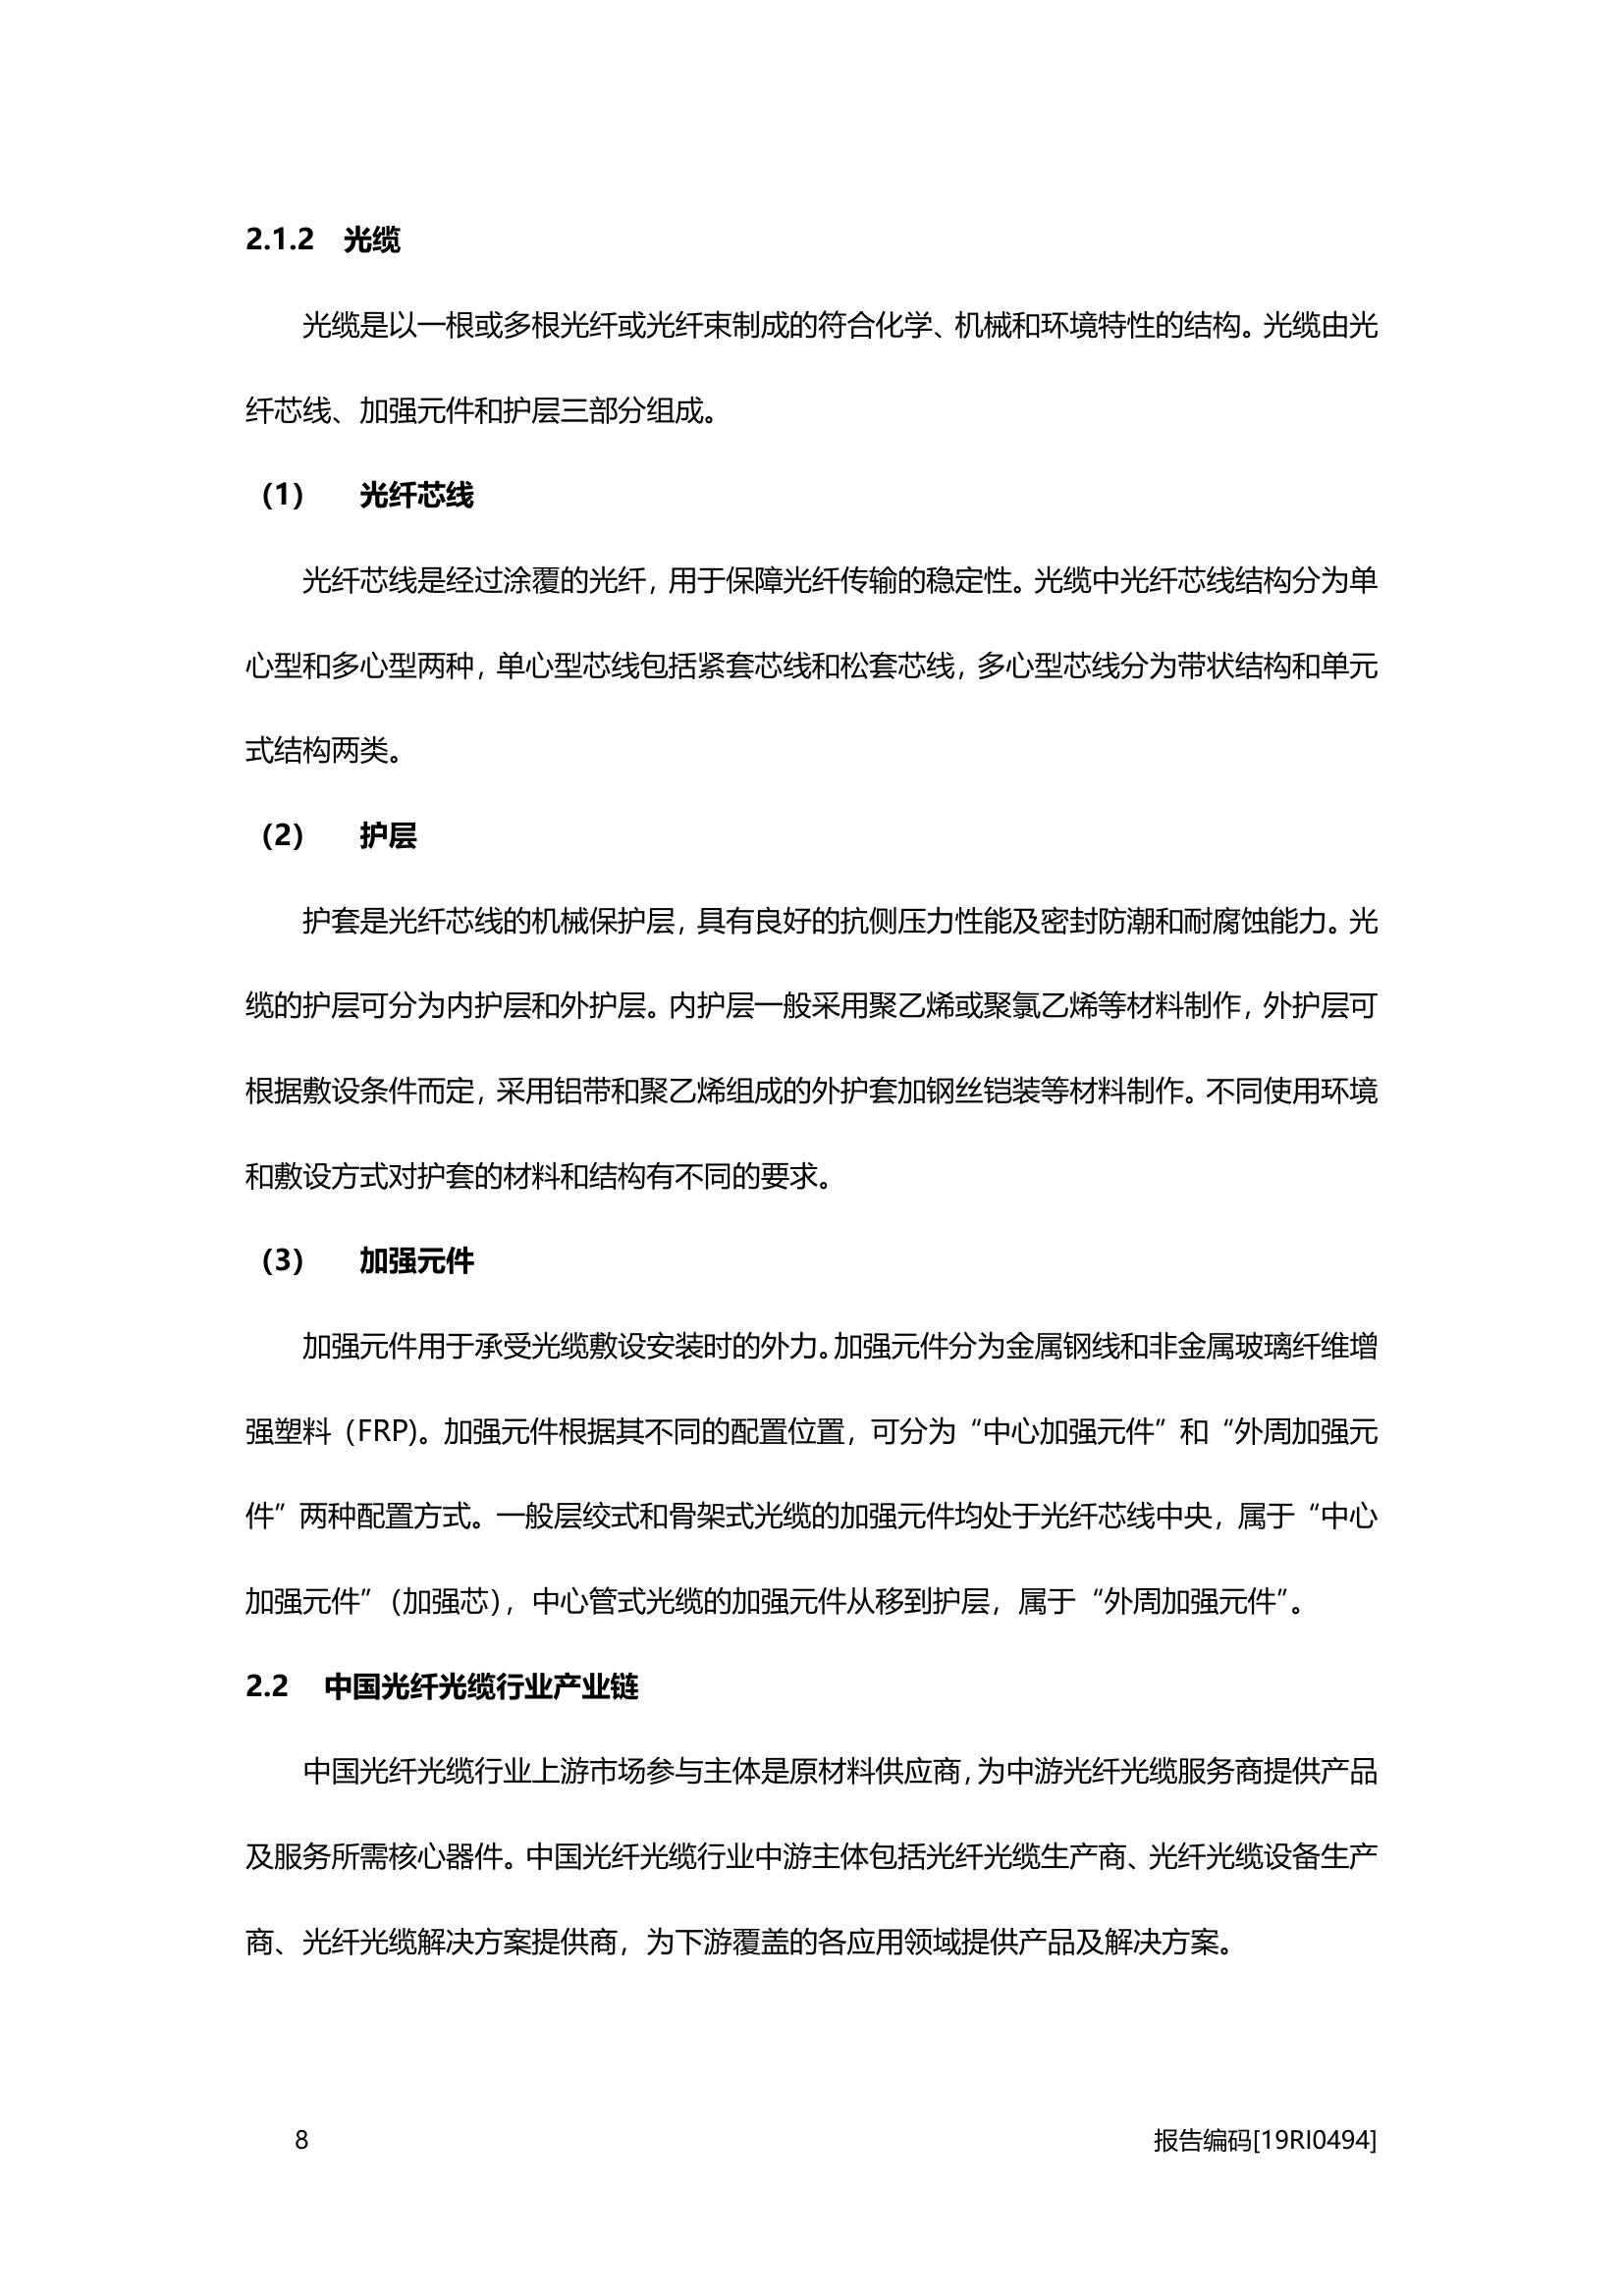 2.1.2 光缆
光缆是以一根或多根光纤或光纤束制成的符合化学、机械和环境特性的结构。光缆由光
纤芯线、加强元件和护层三部分组成。
（1） 光纤芯线
光纤芯线是经过涂覆的光纤，用于保障光纤传输的稳定性。光缆中光纤芯线结构分为单
心型和多心型两种，单心型芯线包括紧套芯线和松套芯线，多心型芯线分为带状结构和单元
式结构两类。
（2） 护层
护套是光纤芯线的机械保护层，具有良好的抗侧压力性能及密封防潮和耐腐蚀能力。光
缆的护层可分为内护层和外护层。内护层一般采用聚乙烯或聚氯乙烯等材料制作，外护层可
根据敷设条件而定，采用铝带和聚乙烯组成的外护套加钢丝铠装等材料制作。不同使用环境
和敷设方式对护套的材料和结构有不同的要求。
（3） 加强元件
加强元件用于承受光缆敷设安装时的外力。加强元件分为金属钢线和非金属玻璃纤维增
强塑料（FRP)。加强元件根据其不同的配置位置，可分为“中心加强元件”和“外周加强元
件”两种配置方式。一般层绞式和骨架式光缆的加强元件均处于光纤芯线中央，属于“中心
加强元件”（加强芯），中心管式光缆的加强元件从移到护层，属于“外周加强元件”。
2.2 中国光纤光缆行业产业链
中国光纤光缆行业上游市场参与主体是原材料供应商，为中游光纤光缆服务商提供产品
及服务所需核心器件。中国光纤光缆行业中游主体包括光纤光缆生产商、光纤光缆设备生产
商、光纤光缆解决方案提供商，为下游覆盖的各应用领域提供产品及解决方案。
8 报告编码[19RI0494]